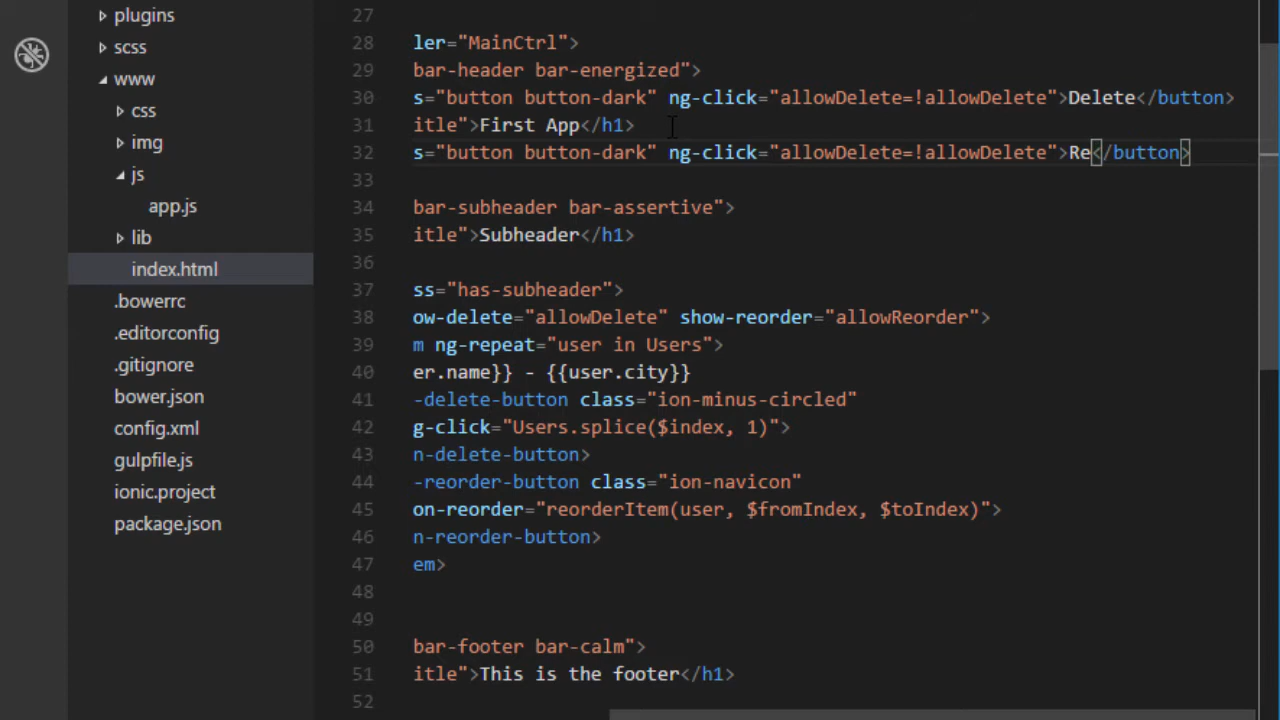 plugins
scss
www
css
img
js
app.js
lib
index.html
.bowerrc
.editorconfig
.gitignore
bower.json
config.xml
gulpfile.js
ionic.project
package.json
27
28 ler="MainCtrl">
29 bar-header bar-energized">
30 s="button button-dark" ng-click="allowDelete=!allowDelete">Delete</button>
31 itle">First App</h1>
32 s="button button-dark" ng-click="allowDelete=!allowDelete">Re</button>
33
34 bar-subheader bar-assertive">
35 itle">Subheader</h1>
36
37 ss="has-subheader">
38 ow-delete="allowDelete" show-reorder="allowReorder">
39 m ng-repeat="user in Users">
40 er.name}} - {{user.city}}
41 -delete-button class="ion-minus-circled"
42 g-click="Users.splice($index, 1)">
43 n-delete-button>
44 -reorder-button class="ion-navicon"
45 on-reorder="reorderItem(user, $fromIndex, $toIndex)">
46 n-reorder-button>
47 em>
48
49
50 bar-footer bar-calm">
51 itle">This is the footer</h1>
52